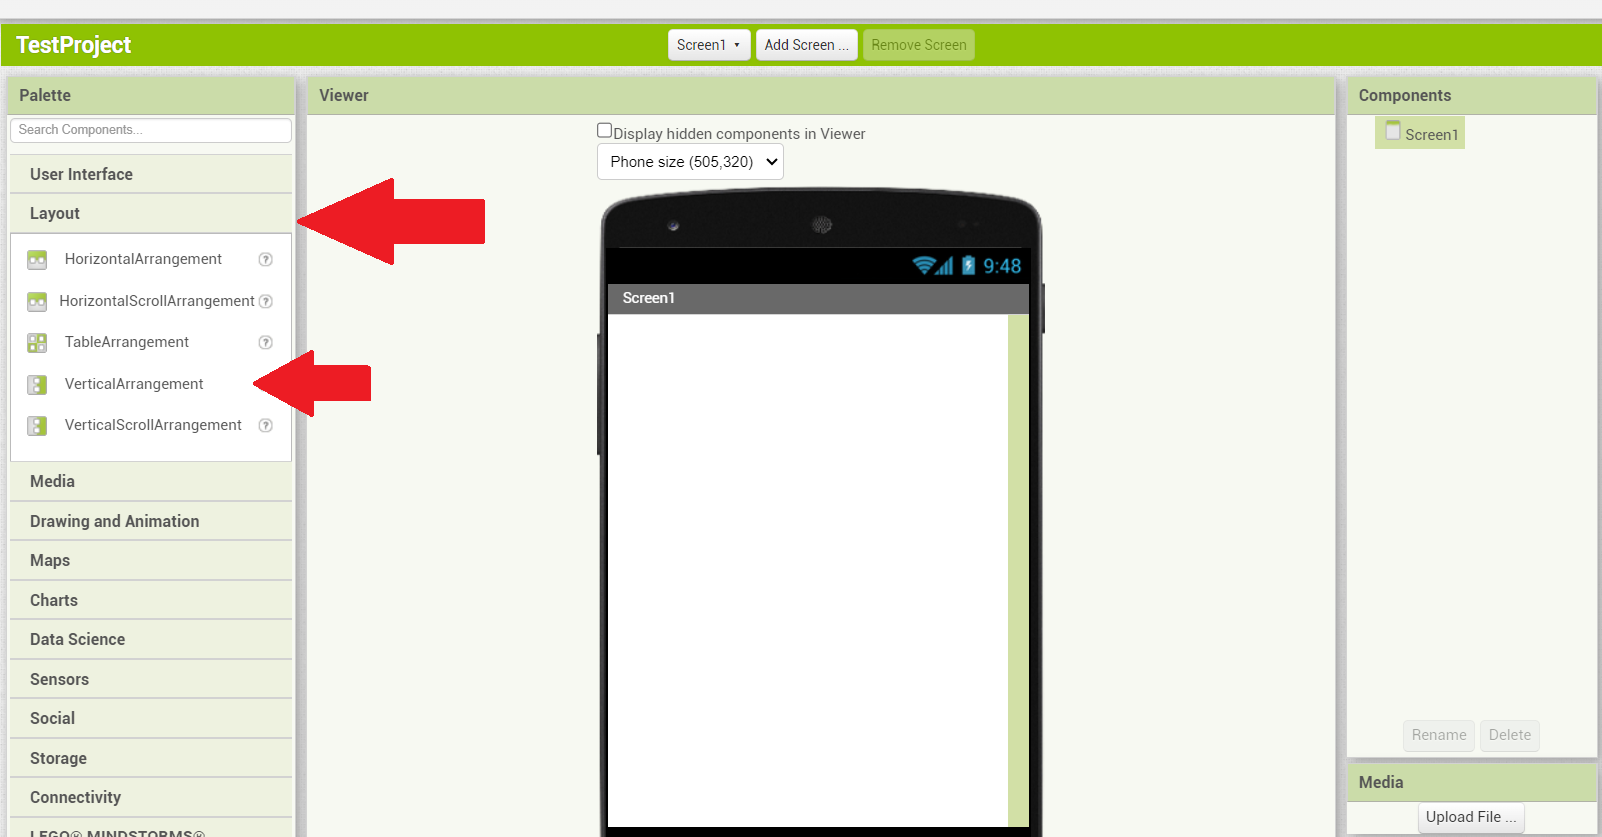 TestProject
Screen1 ▾ Add Screen ... Remove Screen
Palette
Search Components...
User Interface
Layout
HorizontalArrangement ?
HorizontalScrollArrangement ?
TableArrangement ?
VerticalArrangement
VerticalScrollArrangement ?
Media
Drawing and Animation
Maps
Charts
Data Science
Sensors
Social
Storage
Connectivity
LEGO® MINDSTORMS®
Viewer
Display hidden components in Viewer
Phone size (505,320)
9:48
Screen1
Components
Screen1
Rename Delete
Media
Upload File ...